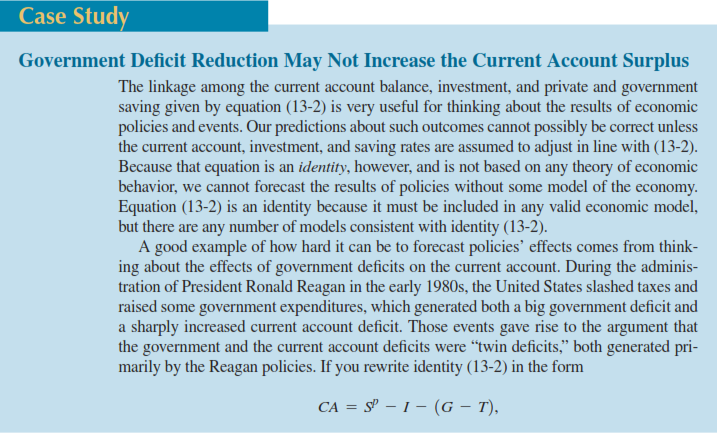 Case Study
Government Deficit Reduction May Not Increase the Current Account Surplus
The linkage among the current account balance, investment, and private and government
saving given by equation (13-2) is very useful for thinking about the results of economic
policies and events. Our predictions about such outcomes cannot possibly be correct unless
the current account, investment, and saving rates are assumed to adjust in line with (13-2).
Because that equation is an identity, however, and is not based on any theory of economic
behavior, we cannot forecast the results of policies without some model of the economy.
Equation (13-2) is an identity because it must be included in any valid economic model,
but there are any number of models consistent with identity (13-2).
A good example of how hard it can be to forecast policies’ effects comes from think-
ing about the effects of government deficits on the current account. During the adminis-
tration of President Ronald Reagan in the early 1980s, the United States slashed taxes and
raised some government expenditures, which generated both a big government deficit and
a sharply increased current account deficit. Those events gave rise to the argument that
the government and the current account deficits were “twin deficits,” both generated pri-
marily by the Reagan policies. If you rewrite identity (13-2) in the form
CA = Sᵖ − I − (G − T),